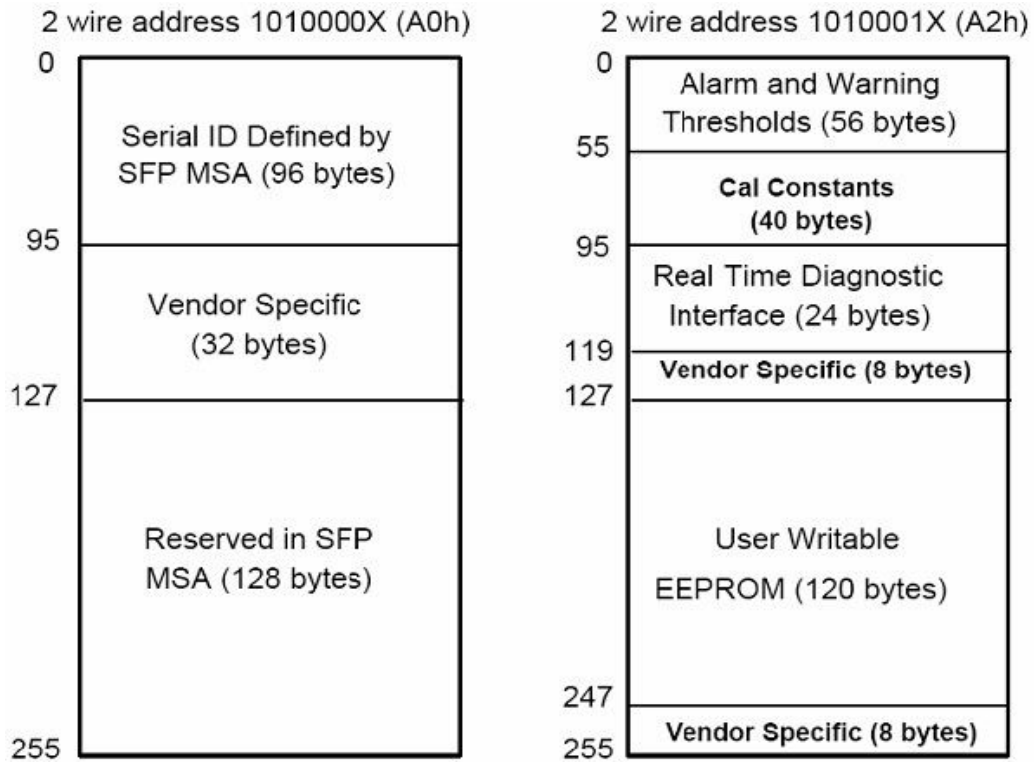 2 wire address 1010000X (A0h)
0
Serial ID Defined by
SFP MSA (96 bytes)
95
Vendor Specific
(32 bytes)
127
Reserved in SFP
MSA (128 bytes)
255
2 wire address 1010001X (A2h)
0
Alarm and Warning
Thresholds (56 bytes)
55
Cal Constants
(40 bytes)
95
Real Time Diagnostic
Interface (24 bytes)
119
Vendor Specific (8 bytes)
127
User Writable
EEPROM (120 bytes)
247
Vendor Specific (8 bytes)
255